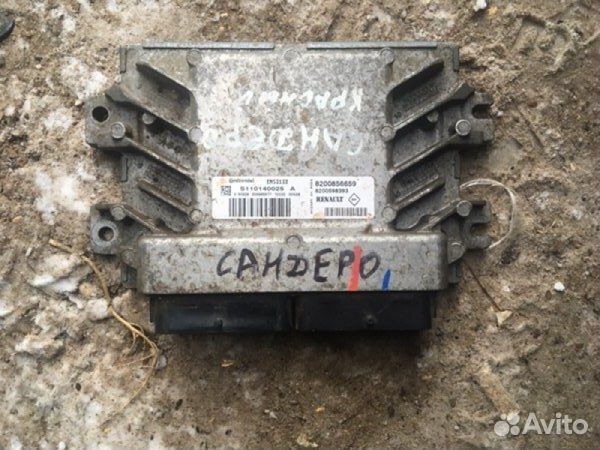 КРАСНЫЙ
САНДЕРО
Continental EMS3132
S110140025 A
8200856659
8200598393
RENAULT
САНДЕРО
Avito